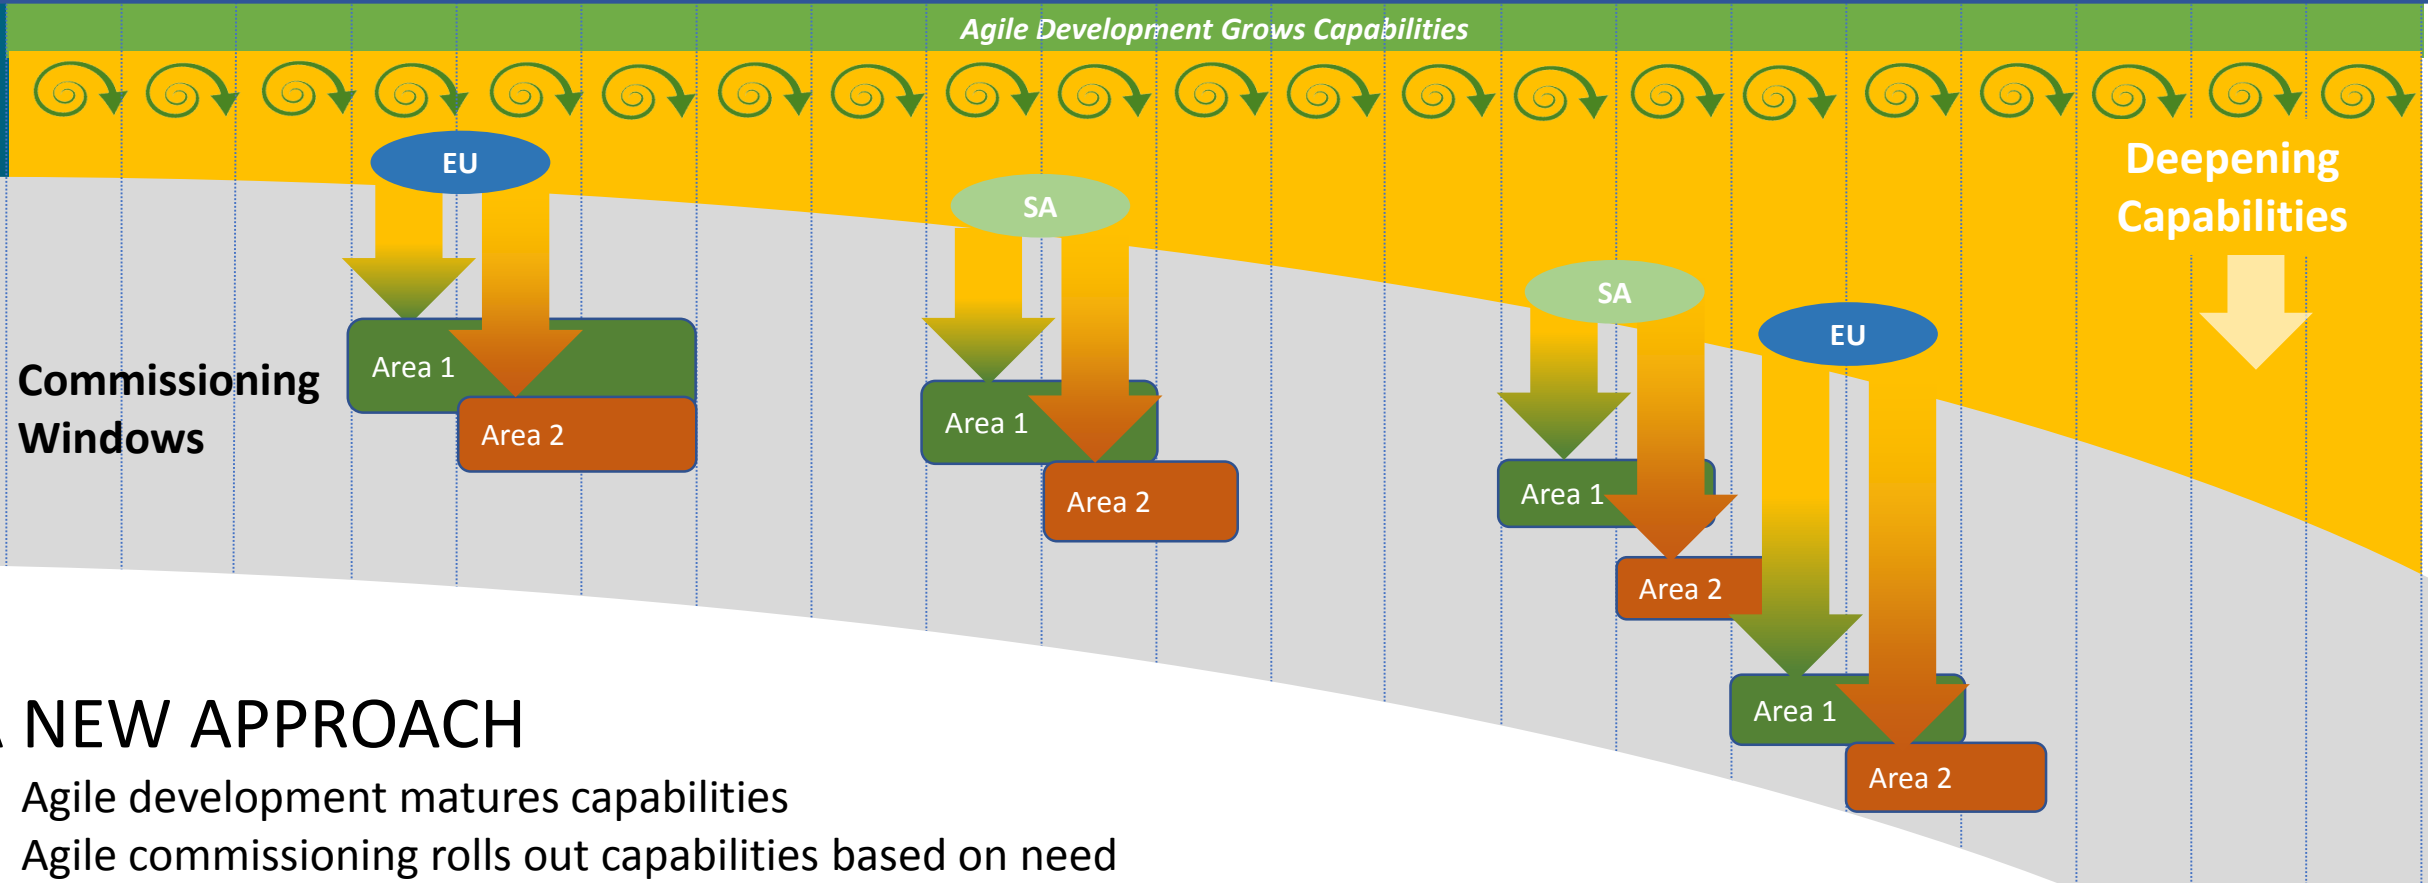 Agile Development Grows Capabilities
EU
SA
SA
EU
Deepening
Capabilities
Commissioning
Windows
Area 1
Area 2
Area 1
Area 2
Area 1
Area 2
Area 1
Area 2
A NEW APPROACH
Agile development matures capabilities
Agile commissioning rolls out capabilities based on need